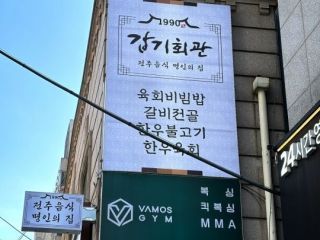 1990
갑기회관
전주음식 명인의 집
육회비빔밥
갈비전골
한우불고기
한우육회
전주음식
명인의 집
VAMOS
GYM
복싱
킥복싱
MMA
24시간영